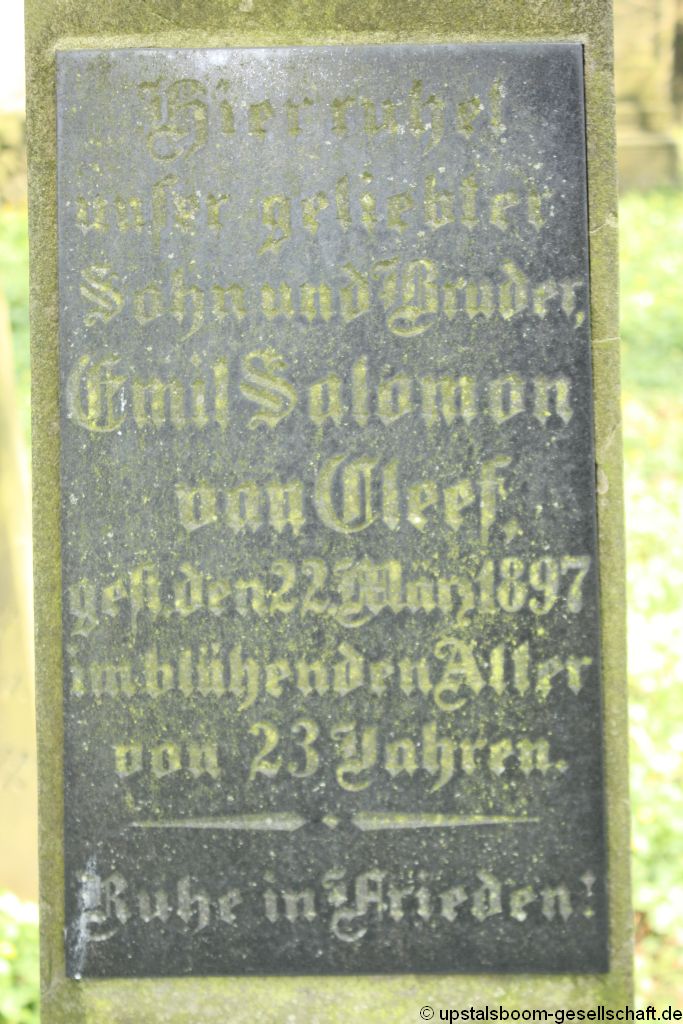 Hier ruhet
unser geliebter
Sohn und Bruder,
Emil Salomon
van Cleef,
gest. den 22. März 1897
im blühenden Alter
von 23 Jahren.
Ruhe in Frieden!
© upstalsboom-gesellschaft.de